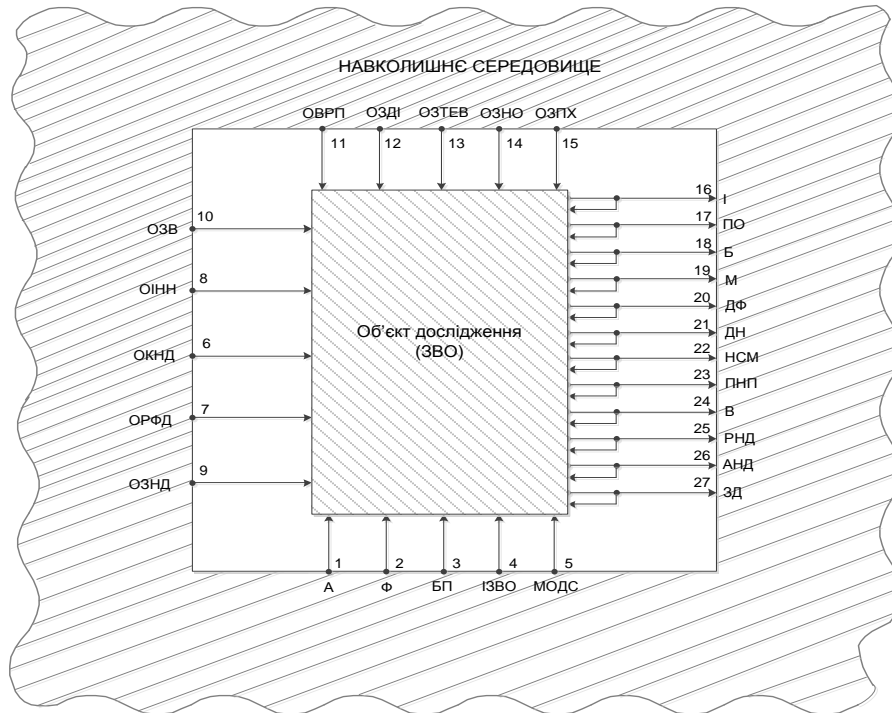 НАВКОЛИШНЄ СЕРЕДОВИЩЕ
ОВРП ОЗДІ ОЗТЕВ ОЗНО ОЗПХ
11 12 13 14 15
16 І
10 ОЗВ
17 ПО
18 Б
19 М
8 ОІНН
20 ДФ
21 ДН
Об’єкт дослідження
(ЗВО)
6 ОКНД
22 НСМ
23 ПНП
7 ОРФД
24 В
25 РНД
26 АНД
9 ОЗНД
27 ЗД
1 2 3 4 5
А Ф БП ІЗВО МОДС